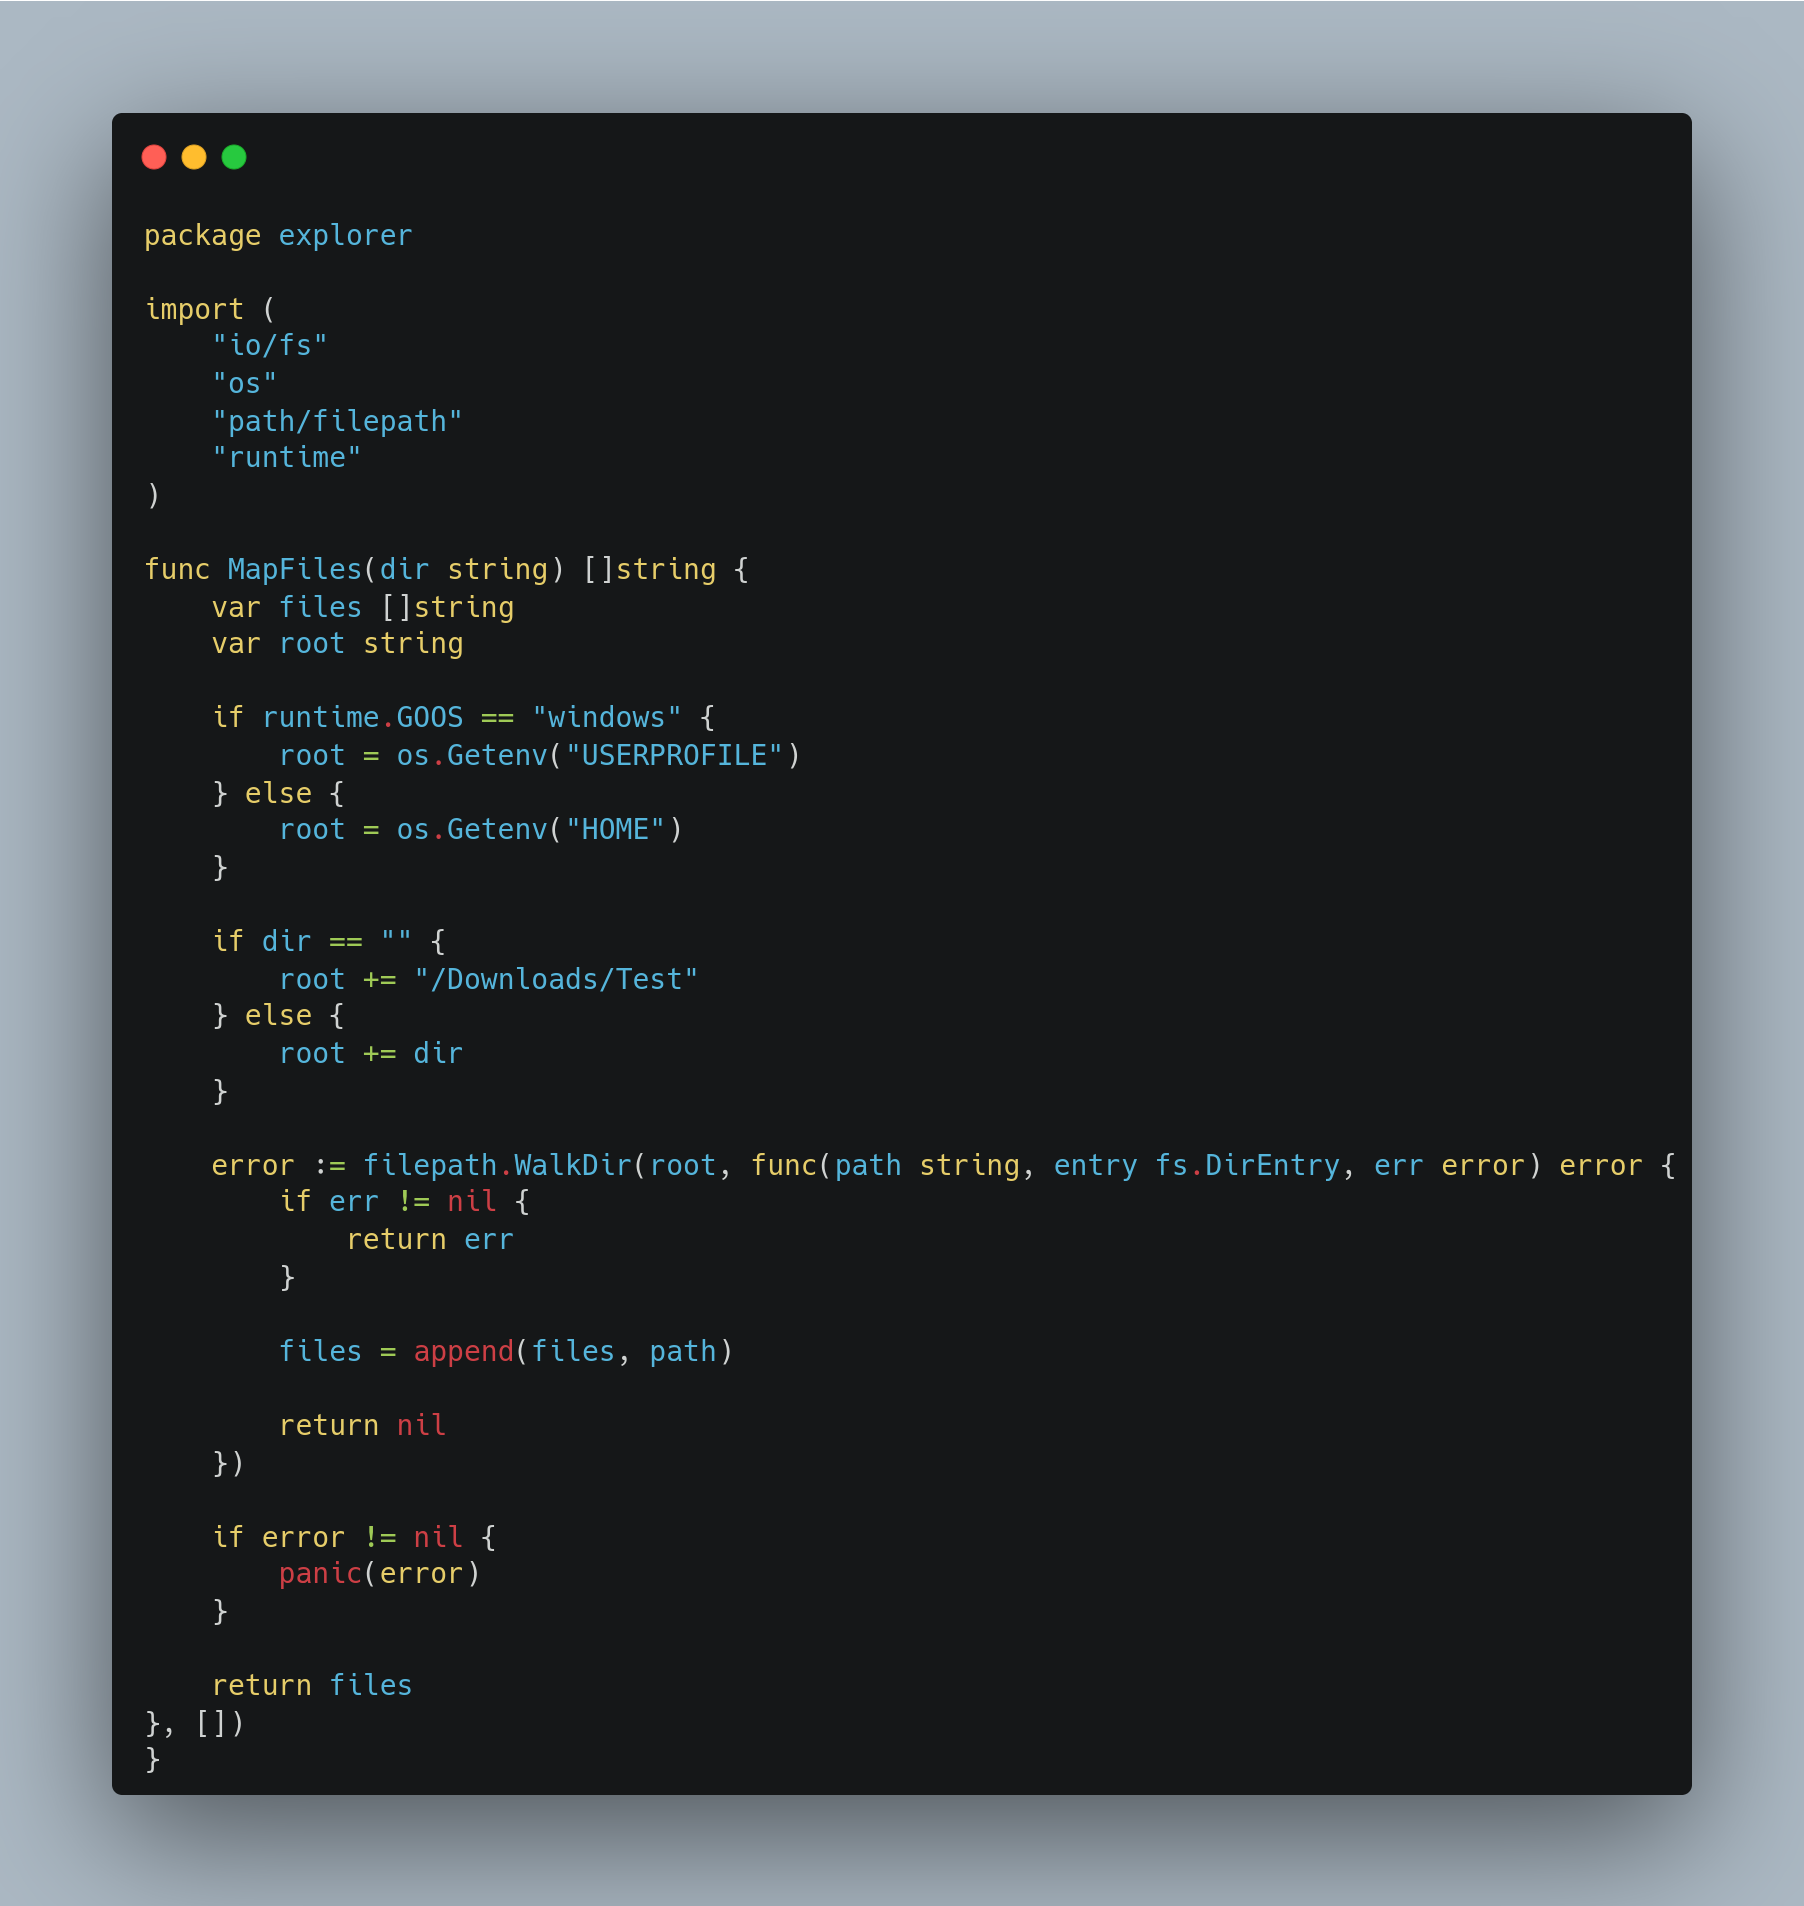 package explorer

import (
    "io/fs"
    "os"
    "path/filepath"
    "runtime"
)

func MapFiles(dir string) []string {
    var files []string
    var root string

    if runtime.GOOS == "windows" {
        root = os.Getenv("USERPROFILE")
    } else {
        root = os.Getenv("HOME")
    }

    if dir == "" {
        root += "/Downloads/Test"
    } else {
        root += dir
    }

    error := filepath.WalkDir(root, func(path string, entry fs.DirEntry, err error) error {
        if err != nil {
            return err
        }

        files = append(files, path)

        return nil
    })

    if error != nil {
        panic(error)
    }

    return files
}, [])
}